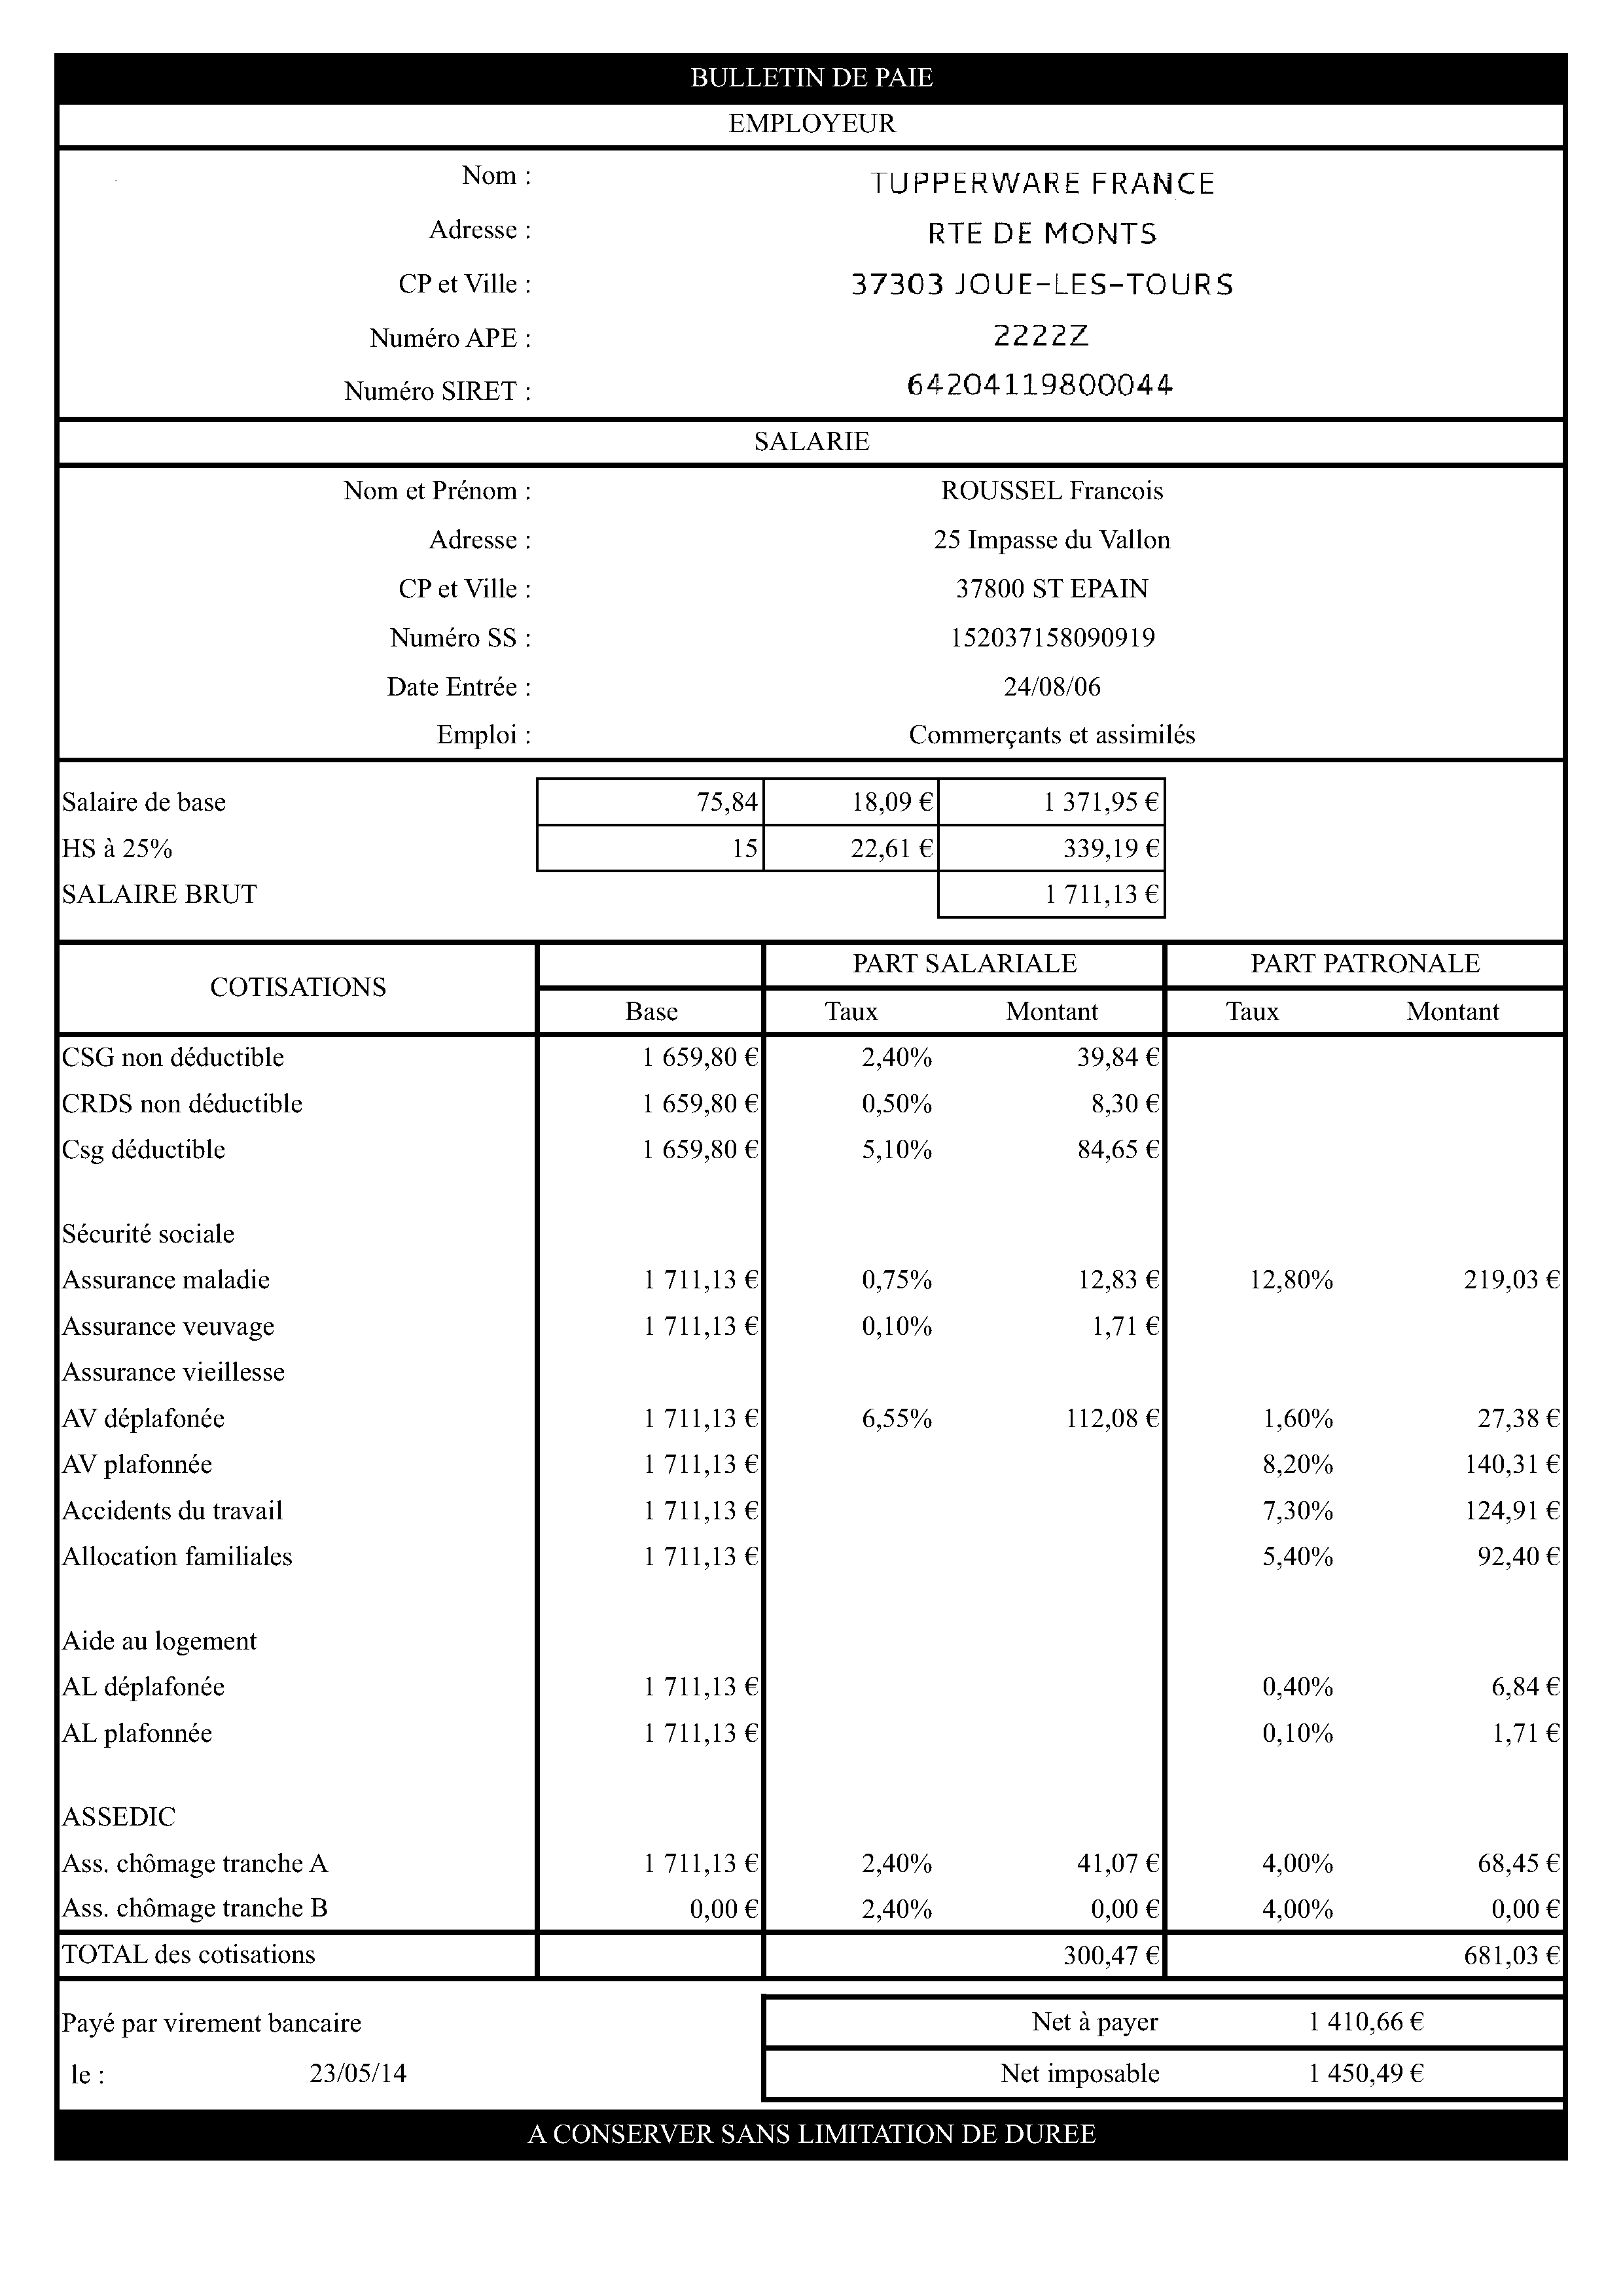 BULLETIN DE PAIE
EMPLOYEUR
Nom : TUPPERWARE FRANCE
Adresse : RTE DE MONTS
CP et Ville : 37303 JOUE-LES-TOURS
Numéro APE : 2222Z
Numéro SIRET : 64204119800044
SALARIE
Nom et Prénom : ROUSSEL Francois
Adresse : 25 Impasse du Vallon
CP et Ville : 37800 ST EPAIN
Numéro SS : 152037158090919
Date Entrée : 24/08/06
Emploi : Commerçants et assimilés
Salaire de base 75,84 18,09 € 1 371,95 €
HS à 25% 15 22,61 € 339,19 €
SALAIRE BRUT 1 711,13 €
COTISATIONS PART SALARIALE PART PATRONALE
Base Taux Montant Taux Montant
CSG non déductible 1 659,80 € 2,40% 39,84 €
CRDS non déductible 1 659,80 € 0,50% 8,30 €
Csg déductible 1 659,80 € 5,10% 84,65 €
Sécurité sociale
Assurance maladie 1 711,13 € 0,75% 12,83 € 12,80% 219,03 €
Assurance veuvage 1 711,13 € 0,10% 1,71 €
Assurance vieillesse
AV déplafonée 1 711,13 € 6,55% 112,08 € 1,60% 27,38 €
AV plafonnée 1 711,13 € 8,20% 140,31 €
Accidents du travail 1 711,13 € 7,30% 124,91 €
Allocation familiales 1 711,13 € 5,40% 92,40 €
Aide au logement
AL déplafonée 1 711,13 € 0,40% 6,84 €
AL plafonnée 1 711,13 € 0,10% 1,71 €
ASSEDIC
Ass. chômage tranche A 1 711,13 € 2,40% 41,07 € 4,00% 68,45 €
Ass. chômage tranche B 0,00 € 2,40% 0,00 € 4,00% 0,00 €
TOTAL des cotisations 300,47 € 681,03 €
Payé par virement bancaire Net à payer 1 410,66 €
le : 23/05/14 Net imposable 1 450,49 €
A CONSERVER SANS LIMITATION DE DUREE